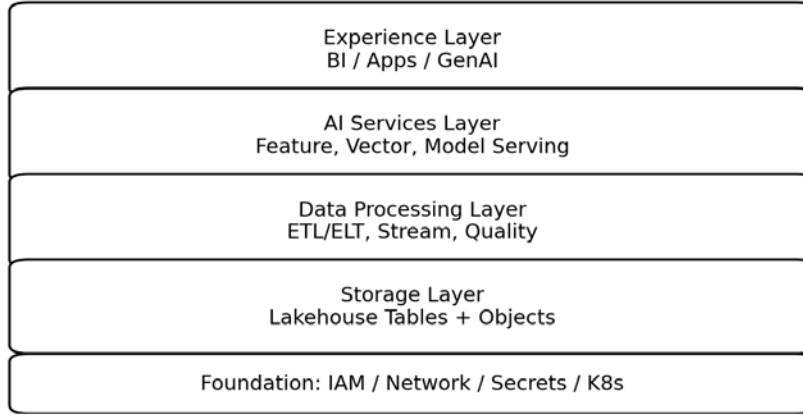 Experience Layer
BI / Apps / GenAI
AI Services Layer
Feature, Vector, Model Serving
Data Processing Layer
ETL/ELT, Stream, Quality
Storage Layer
Lakehouse Tables + Objects
Foundation: IAM / Network / Secrets / K8s